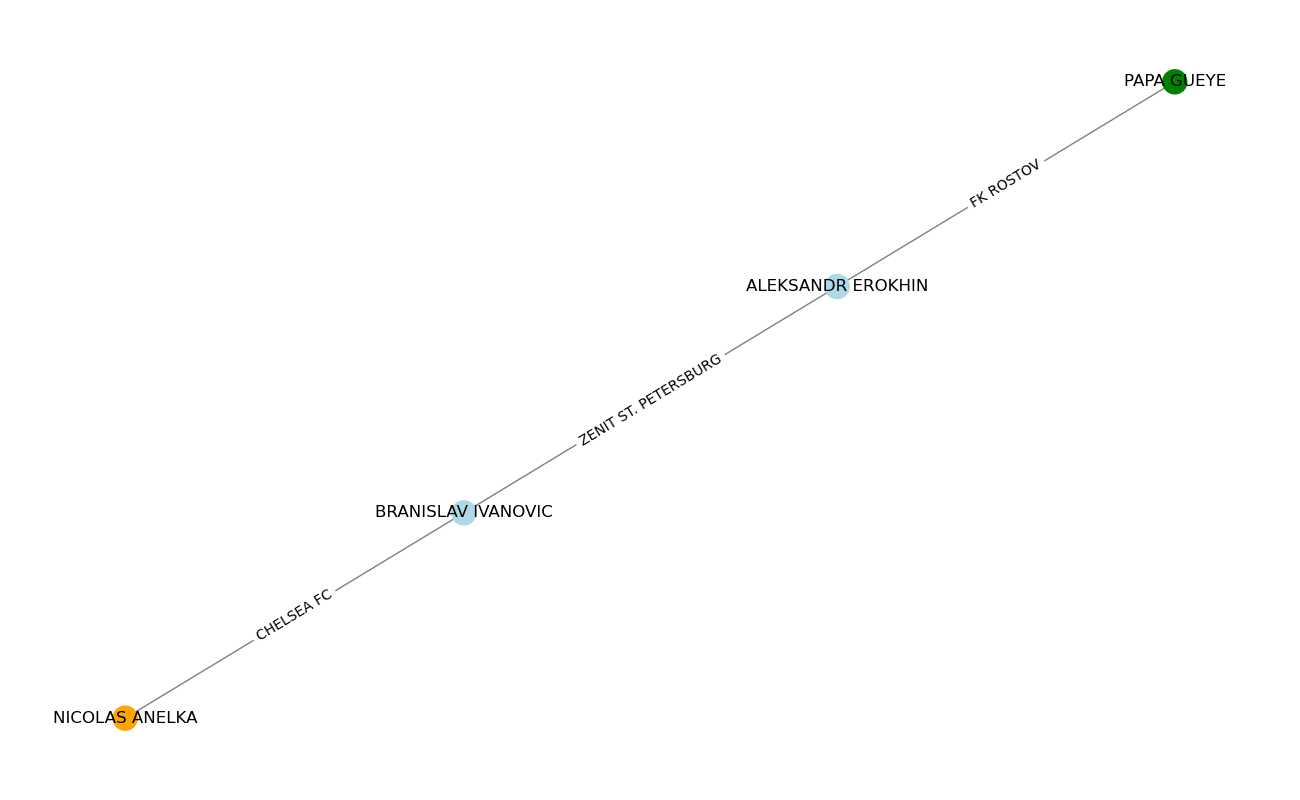 PAPA GUEYE
FK ROSTOV
ALEKSANDR EROKHIN
ZENIT ST. PETERSBURG
BRANISLAV IVANOVIC
CHELSEA FC
NICOLAS ANELKA